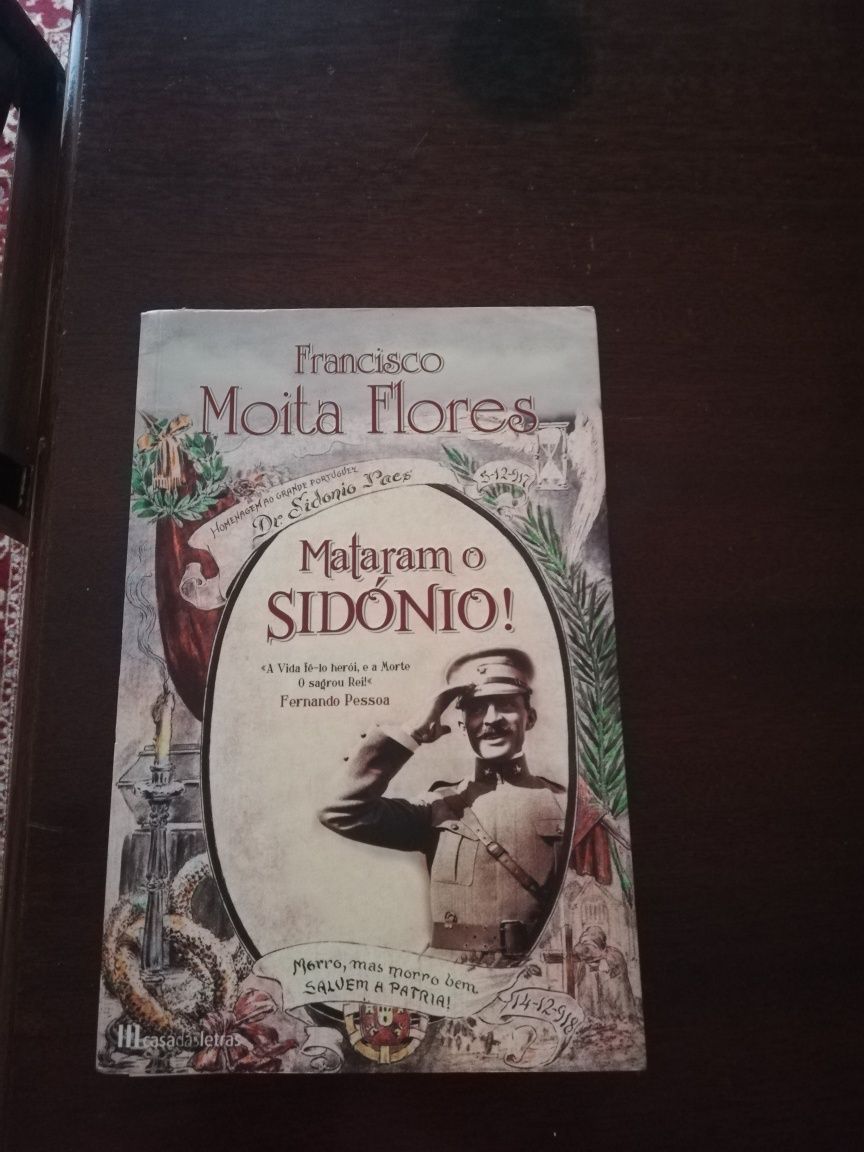 Francisco
Moita Flores
Homenagem ao grande português
Dr. Sidonio Paes
5-12-917
Mataram o
SIDÓNIO!
«A Vida fê-lo herói, e a Morte
O sagrou Rei!«
Fernando Pessoa
Morro, mas morro bem.
SALVEM A PATRIA!
14-12-918
casadasletras